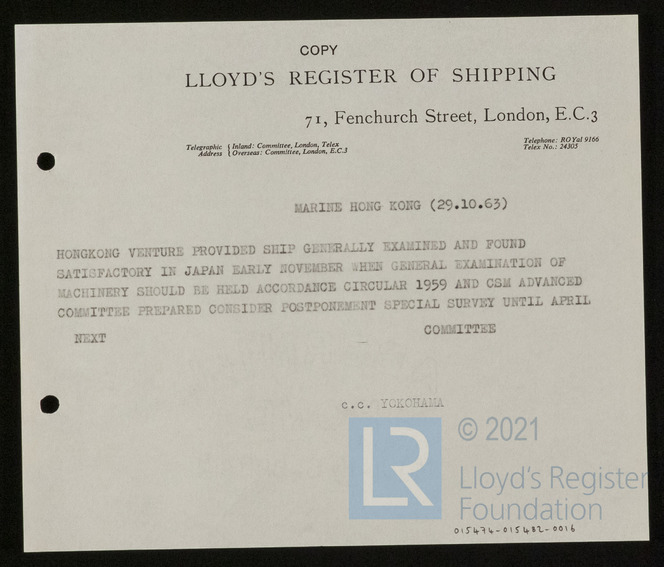 COPY
LLOYD'S REGISTER OF SHIPPING
71, Fenchurch Street, London, E.C.3
Telegraphic Address { Inland: Committee, London, Telex
Overseas: Committee, London, E.C.3
Telephone: ROYal 9166
Telex No.: 24305
MARINE HONG KONG (29.10.63)
HONGKONG VENTURE PROVIDED SHIP GENERALLY EXAMINED AND FOUND
SATISFACTORY IN JAPAN EARLY NOVEMBER WHEN GENERAL EXAMINATION OF
MACHINERY SHOULD BE HELD ACCORDANCE CIRCULAR 1959 AND CSM ADVANCED
COMMITTEE PREPARED CONSIDER POSTPONEMENT SPECIAL SURVEY UNTIL APRIL
NEXT COMMITTEE
c.c. YOKOHAMA
LR © 2021
Lloyd's Register
Foundation
015474-015482-0016